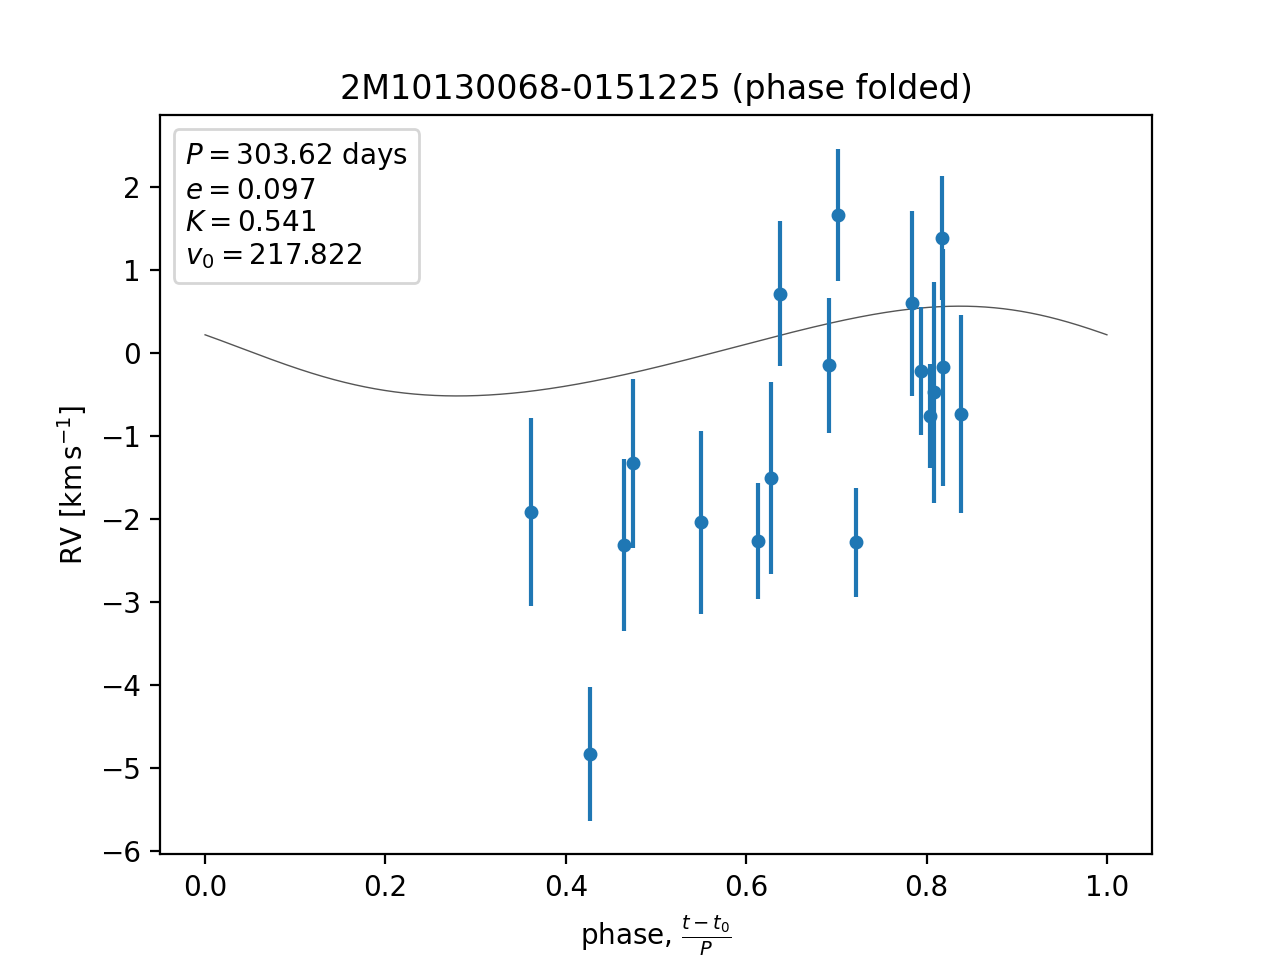 2M10130068-0151225 (phase folded)
P = 303.62 days
e = 0.097
K = 0.541
v₀ = 217.822
2
1
0
−1
−2
−3
−4
−5
−6
RV [km s⁻¹]
0.0 0.2 0.4 0.6 0.8 1.0
phase, (t − t₀)/P